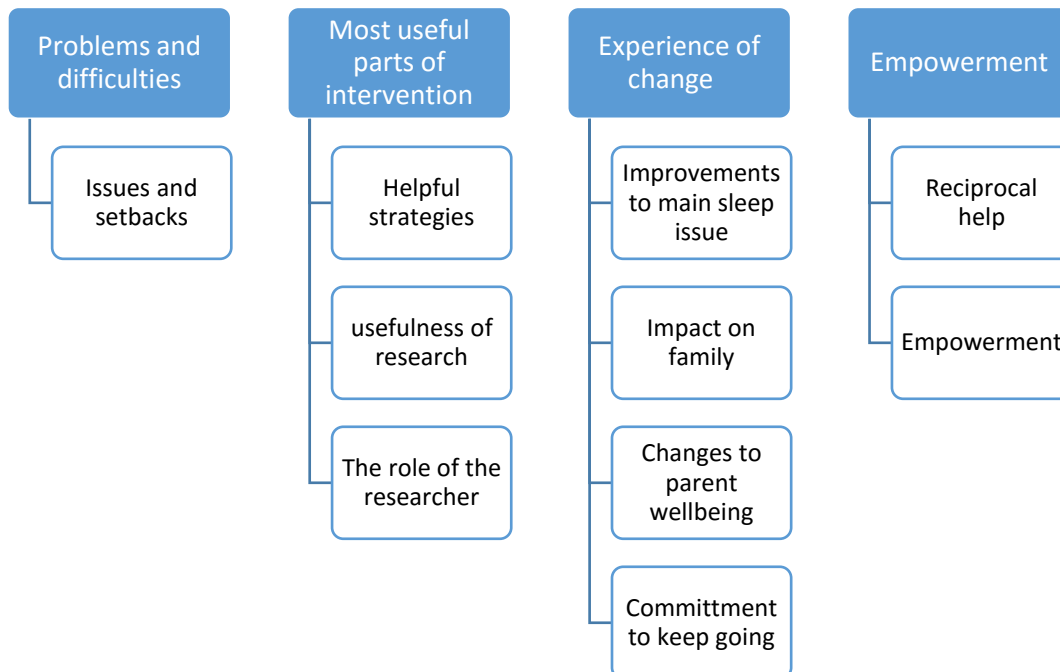 Problems and
difficulties
Issues and
setbacks
Most useful
parts of
intervention
Helpful
strategies
usefulness of
research
The role of the
researcher
Experience of
change
Improvements
to main sleep
issue
Impact on
family
Changes to
parent
wellbeing
Committment
to keep going
Empowerment
Reciprocal
help
Empowerment